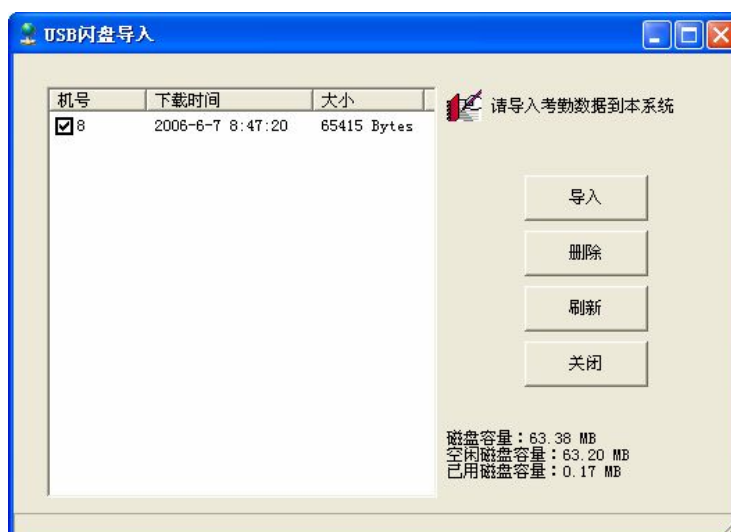 USB闪盘导入
机号 下载时间 大小
8 2006-6-7 8:47:20 65415 Bytes
请导入考勤数据到本系统
导入
删除
刷新
关闭
磁盘容量：63.38 MB
空闲磁盘容量：63.20 MB
已用磁盘容量：0.17 MB